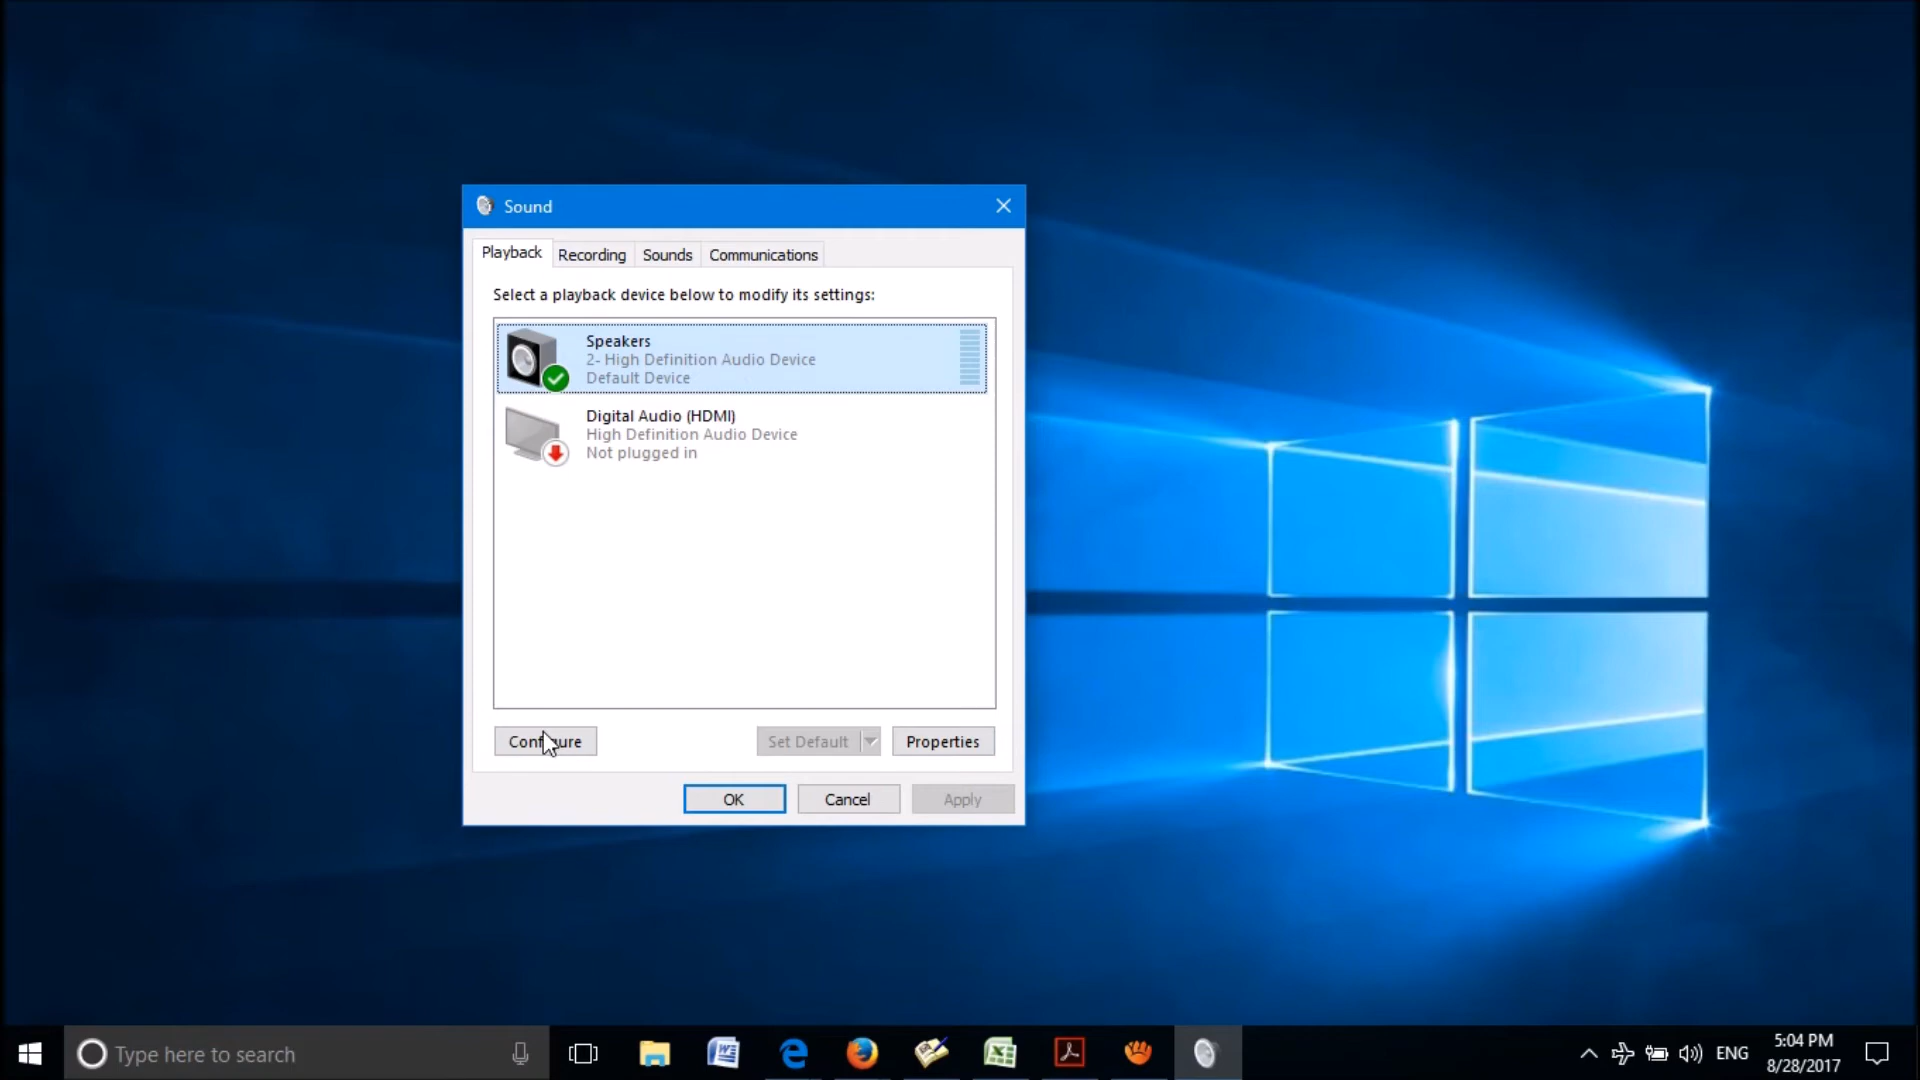 Sound
Playback
Recording
Sounds
Communications
Select a playback device below to modify its settings:
Speakers
2- High Definition Audio Device
Default Device
Digital Audio (HDMI)
High Definition Audio Device
Not plugged in
Configure
Set Default
Properties
OK
Cancel
Apply
Type here to search
ENG
5:04 PM
8/28/2017